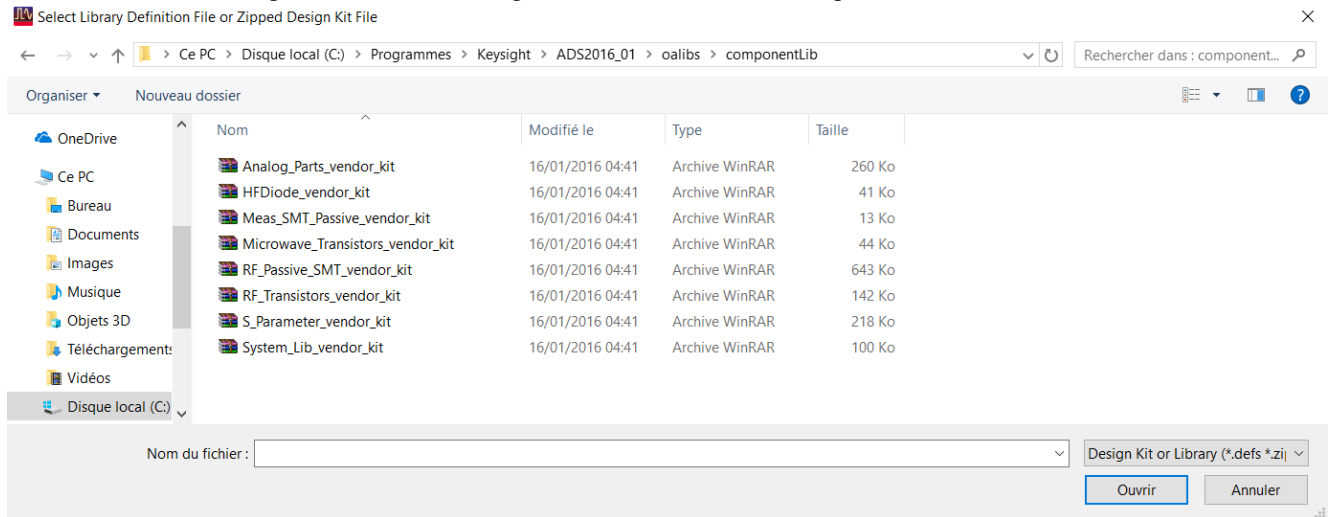 Select Library Definition File or Zipped Design Kit File
Ce PC > Disque local (C:) > Programmes > Keysight > ADS2016_01 > oalibs > componentLib
Rechercher dans : component...
Organiser Nouveau dossier
OneDrive
Ce PC
Bureau
Documents
Images
Musique
Objets 3D
Téléchargements
Vidéos
Disque local (C:)
Nom Modifié le Type Taille
Analog_Parts_vendor_kit 16/01/2016 04:41 Archive WinRAR 260 Ko
HFDiode_vendor_kit 16/01/2016 04:41 Archive WinRAR 41 Ko
Meas_SMT_Passive_vendor_kit 16/01/2016 04:41 Archive WinRAR 13 Ko
Microwave_Transistors_vendor_kit 16/01/2016 04:41 Archive WinRAR 44 Ko
RF_Passive_SMT_vendor_kit 16/01/2016 04:41 Archive WinRAR 643 Ko
RF_Transistors_vendor_kit 16/01/2016 04:41 Archive WinRAR 142 Ko
S_Parameter_vendor_kit 16/01/2016 04:41 Archive WinRAR 218 Ko
System_Lib_vendor_kit 16/01/2016 04:41 Archive WinRAR 100 Ko
Nom du fichier :
Design Kit or Library (*.defs *.zi
Ouvrir Annuler